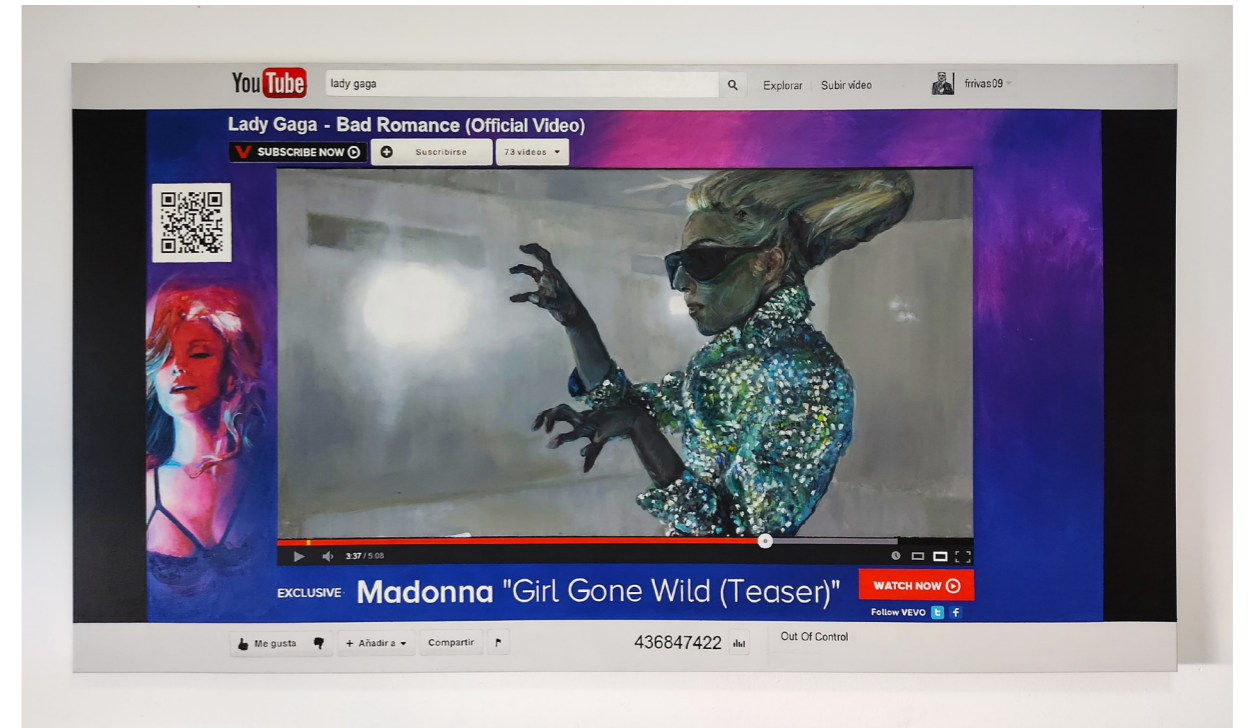 YouTube lady gaga Explorar Subir vídeo frrivas09
Lady Gaga - Bad Romance (Official Video)
SUBSCRIBE NOW Suscribirse 73 videos
3:37 / 5:08
EXCLUSIVE Madonna "Girl Gone Wild (Teaser)" WATCH NOW
Follow VEVO t f
Me gusta + Añadir a Compartir 436847422 Out Of Control